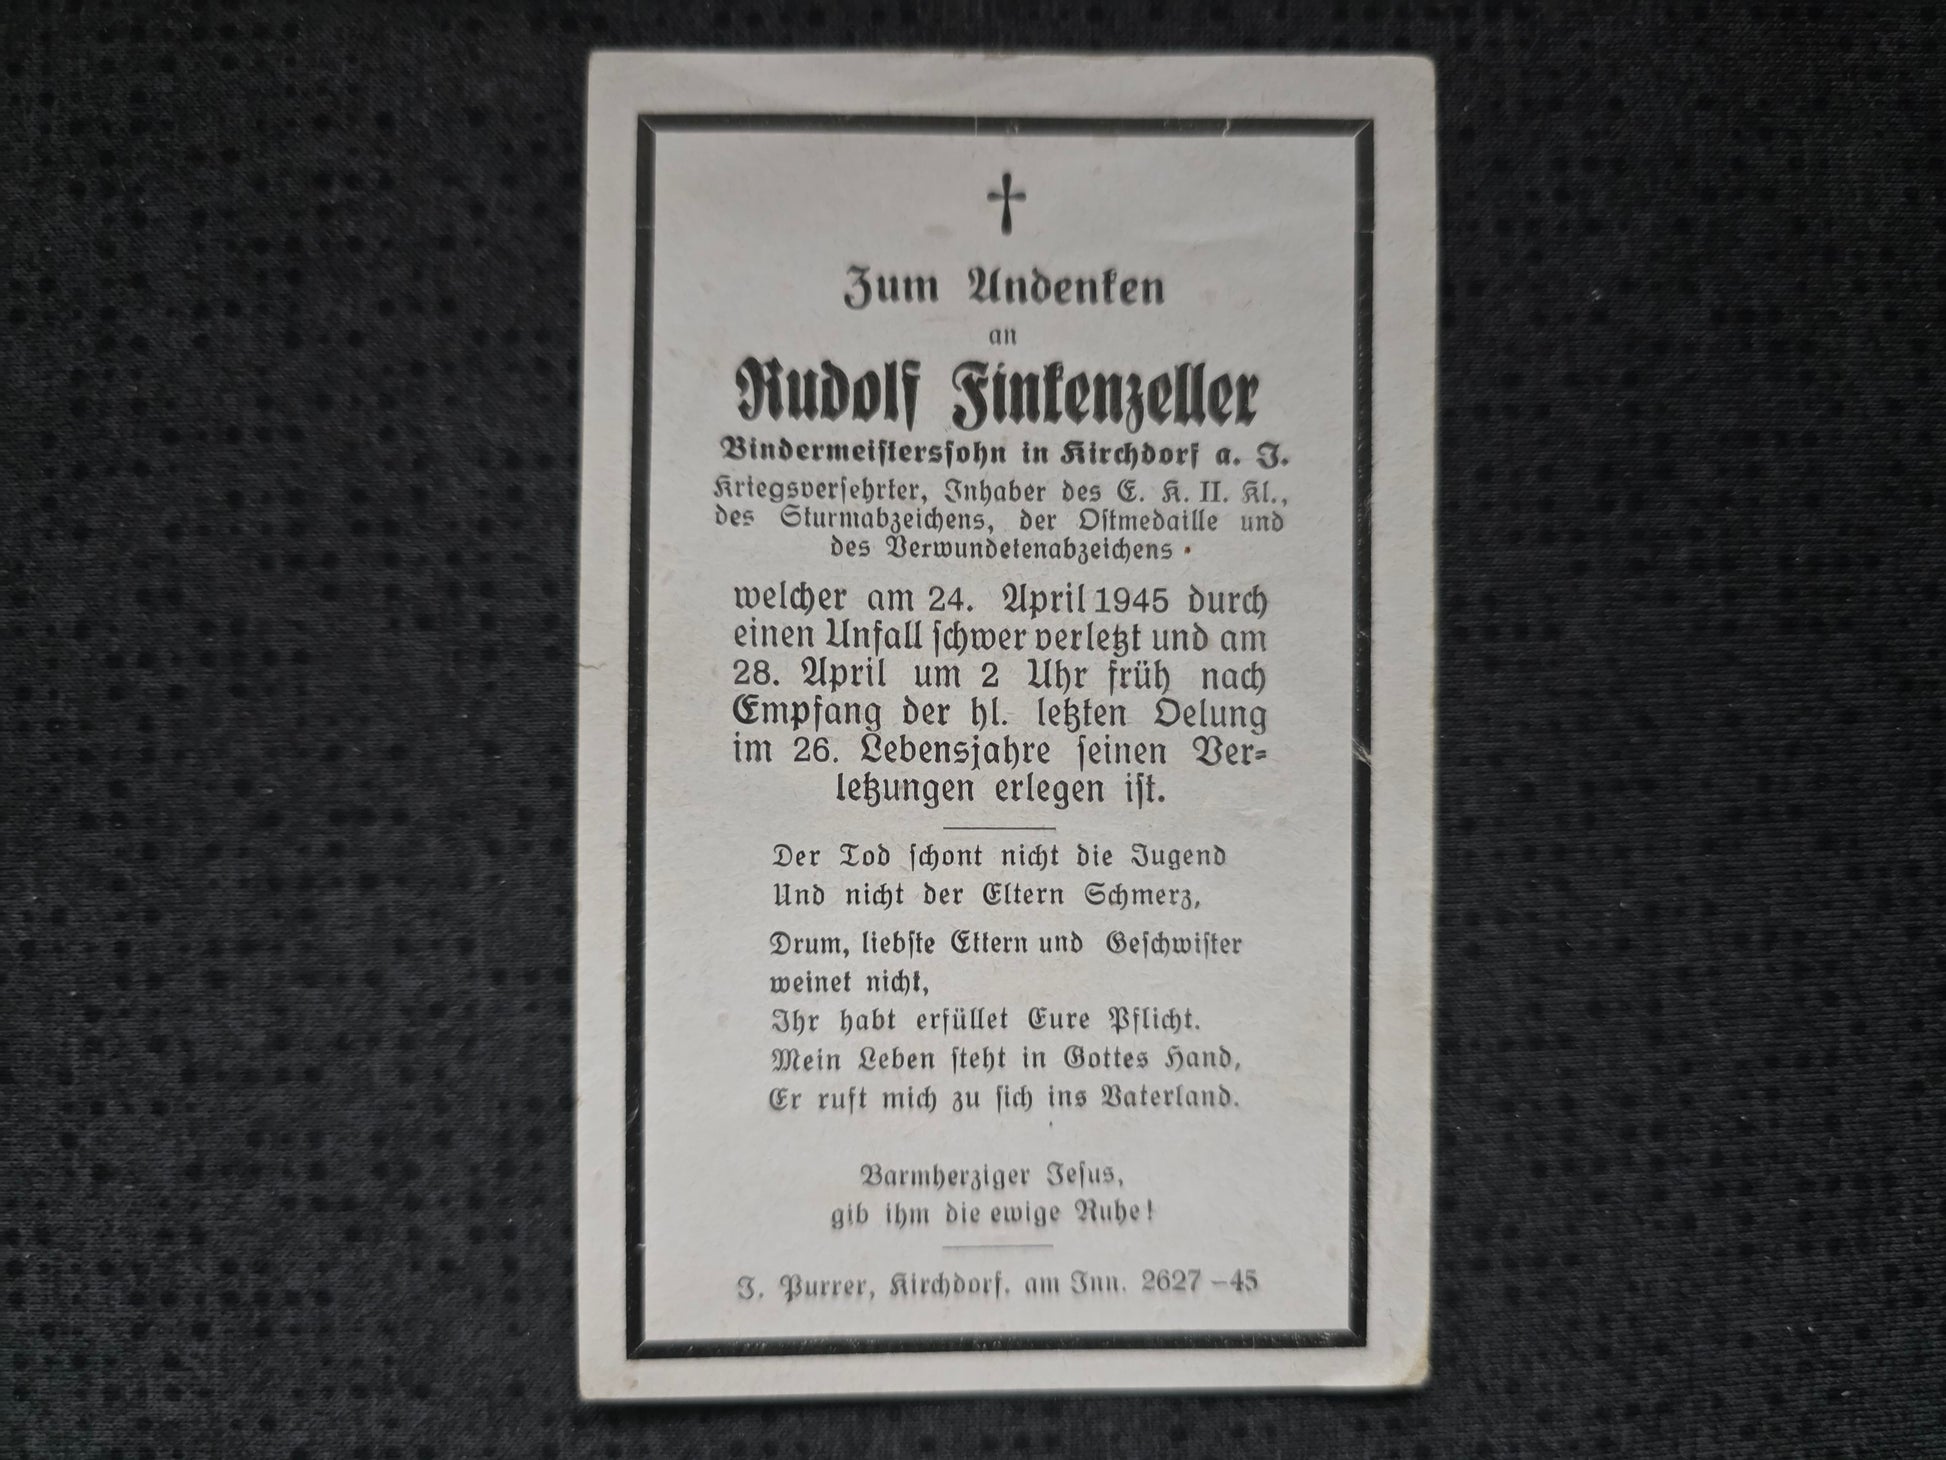 Zum Andenken
an
Rudolf Finkenzeller
Bindermeisterssohn in Kirchdorf a. J.
Kriegsversehrter, Inhaber des E. K. II. Kl.,
des Sturmabzeichens, der Ostmedaille und
des Verwundetenabzeichens
welcher am 24. April 1945 durch
einen Unfall schwer verletzt und am
28. April um 2 Uhr früh nach
Empfang der hl. letzten Oelung
im 26. Lebensjahre seinen Ver-
letzungen erlegen ist.
Der Tod schont nicht die Jugend
Und nicht der Eltern Schmerz,
Drum, liebste Eltern und Geschwister
weinet nicht,
Ihr habt erfüllet Eure Pflicht.
Mein Leben steht in Gottes Hand,
Er ruft mich zu sich ins Vaterland.
Barmherziger Jesus,
gib ihm die ewige Ruhe!
J. Purrer, Kirchdorf. am Inn. 2627-45